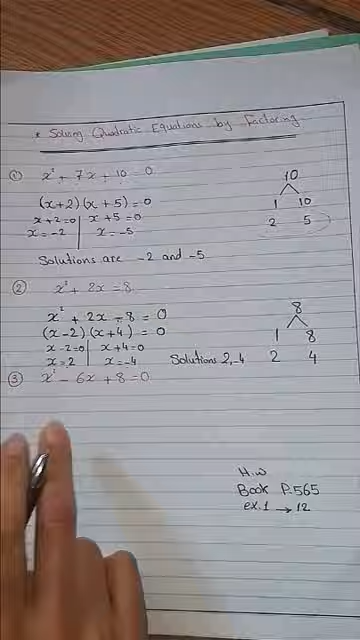 * Solving Quadratic Equations by Factoring
① x² + 7x + 10 = 0
(x+2)(x+5)=0
x+2=0 | x+5=0
x=-2 | x=-5
10
1 10
2 5
Solutions are -2 and -5
② x² + 2x = 8
x² + 2x - 8 = 0
(x-2)(x+4) = 0
x-2=0 | x+4=0
x=2 | x=-4
Solutions 2,-4
8
1 8
2 4
③ x² - 6x + 8 = 0
H.W
Book P.565
ex.1 → 12